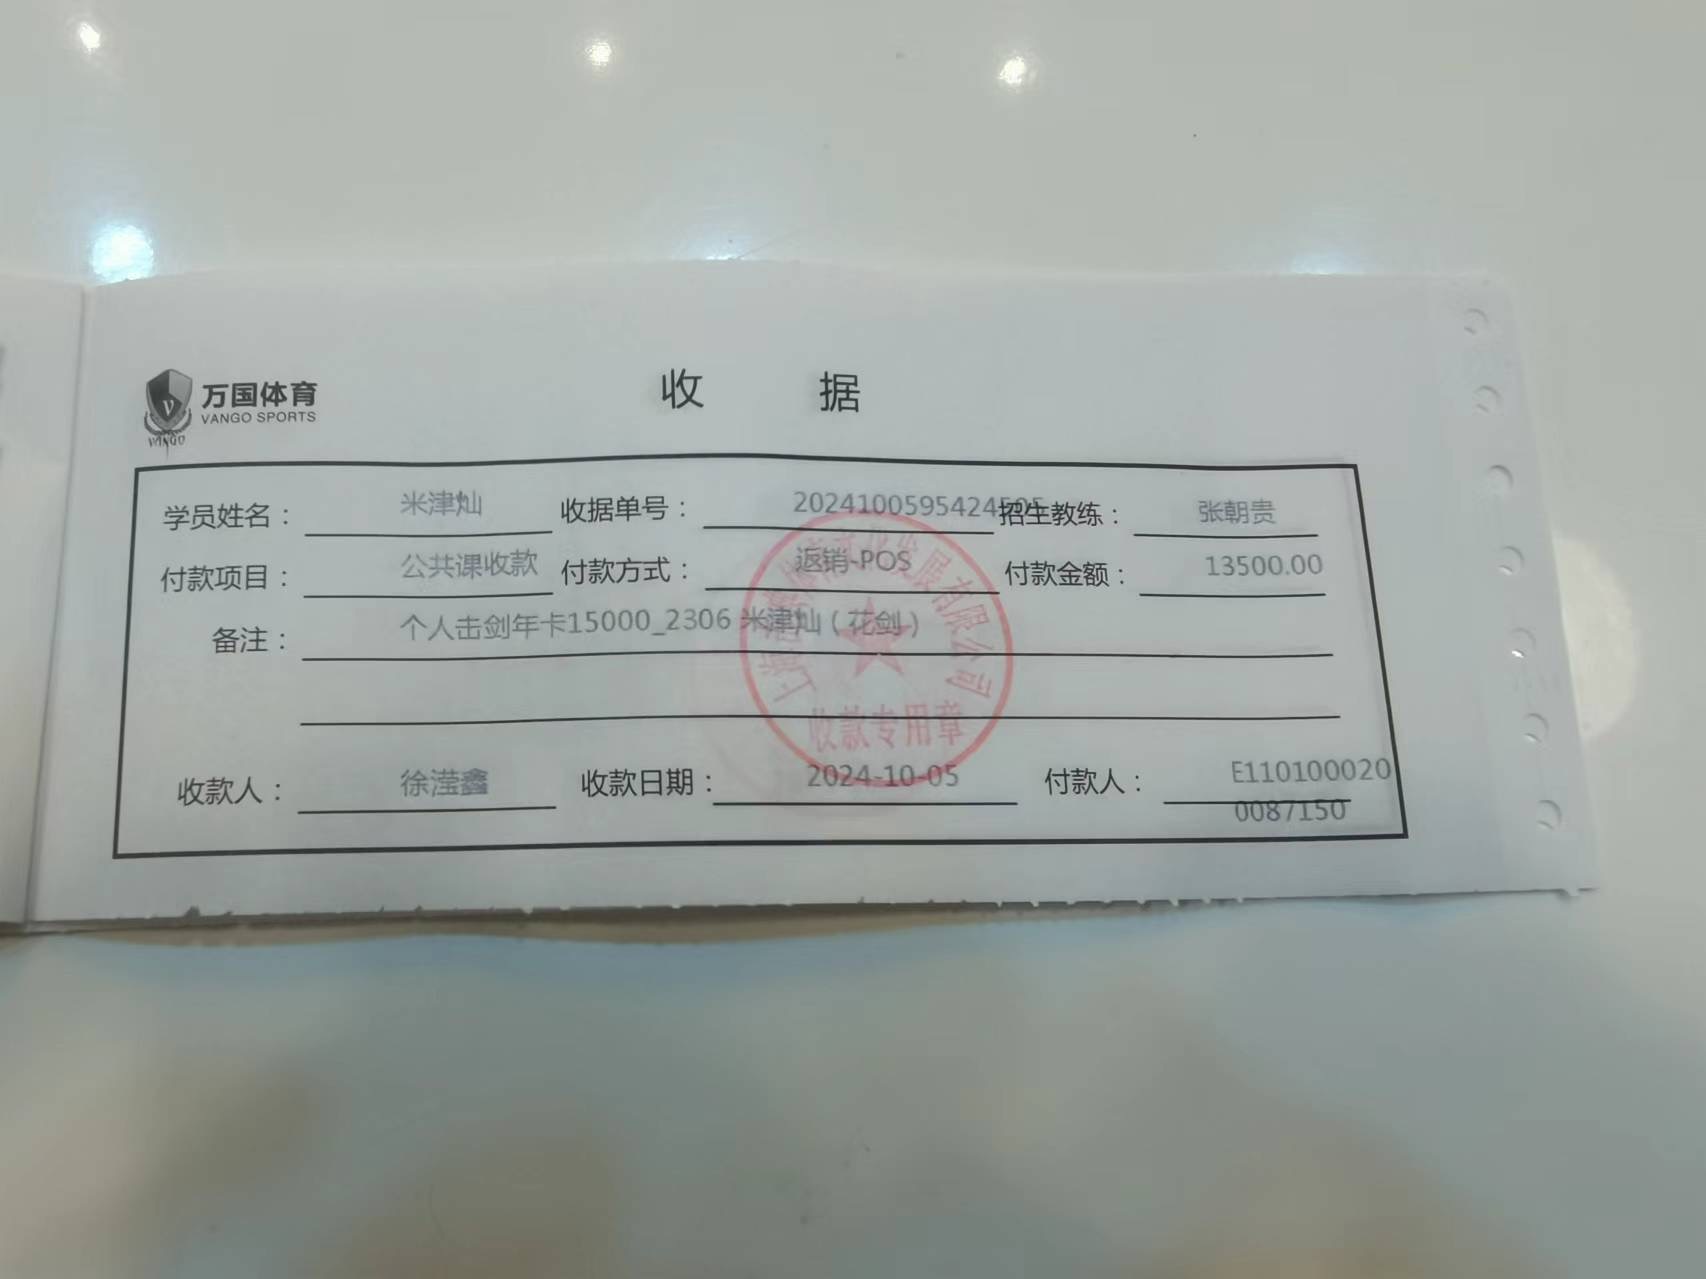 万国体育
VANGO SPORTS
VANGO
收 据
学员姓名： 米津灿 收据单号： 2024100595424505 招生教练： 张朝贵
付款项目： 公共课收款 付款方式： 返销-POS 付款金额： 13500.00
备注： 个人击剑年卡15000_2306 米津灿（花剑）
收款专用章
收款人： 徐滢鑫 收款日期： 2024-10-05 付款人： E110100020
0087150